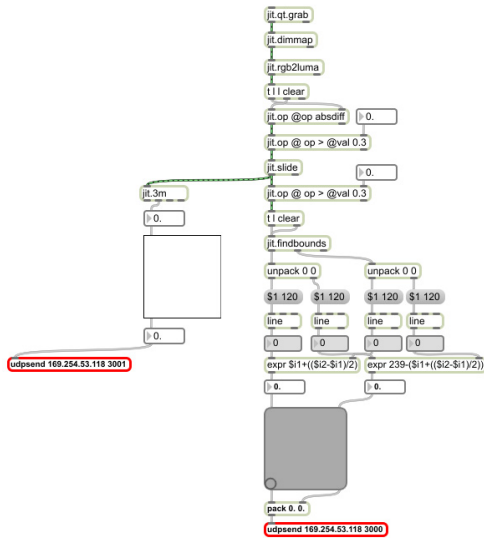 jit.qt.grab
jit.dimmap
jit.rgb2luma
t l l clear
jit.op @op absdiff
0.
jit.op @ op > @val 0.3
jit.slide
0.
jit.3m
jit.op @ op > @val 0.3
0.
t l clear
jit.findbounds
unpack 0 0
unpack 0 0
$1 120
$1 120
$1 120
$1 120
line
line
line
line
0.
0
0
0
0
udpsend 169.254.53.118 3001
expr $i1+(($i2-$i1)/2)
expr 239-($i1+(($i2-$i1)/2))
0.
0.
pack 0. 0.
udpsend 169.254.53.118 3000